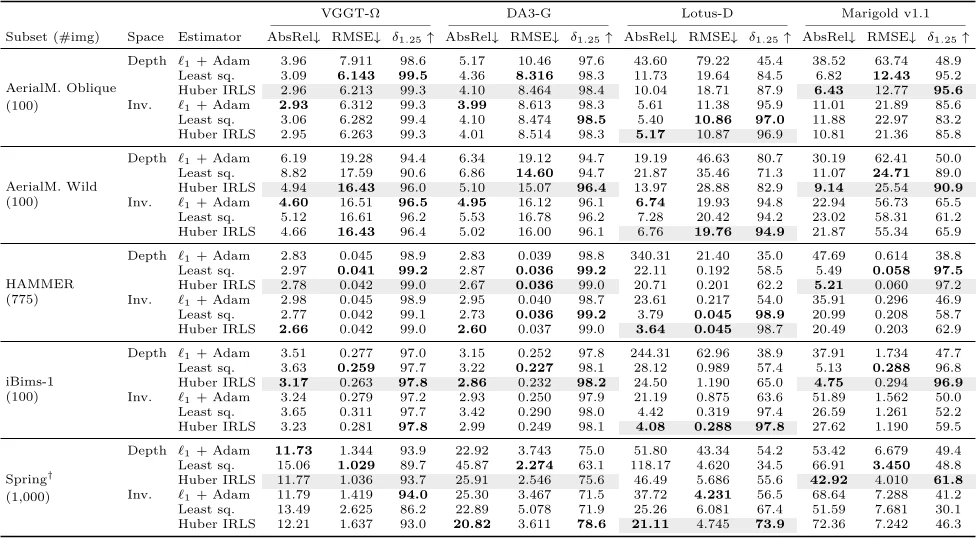 VGGT-Ω DA3-G Lotus-D Marigold v1.1
Subset (#img) Space Estimator AbsRel↓ RMSE↓ δ1.25 ↑ AbsRel↓ RMSE↓ δ1.25 ↑ AbsRel↓ RMSE↓ δ1.25 ↑ AbsRel↓ RMSE↓ δ1.25 ↑
Depth ℓ1 + Adam 3.96 7.911 98.6 5.17 10.46 97.6 43.60 79.22 45.4 38.52 63.74 48.9
Least sq. 3.09 6.143 99.5 4.36 8.316 98.3 11.73 19.64 84.5 6.82 12.43 95.2
AerialM. Oblique Huber IRLS 2.96 6.213 99.3 4.10 8.464 98.4 10.04 18.71 87.9 6.43 12.77 95.6
(100) Inv. ℓ1 + Adam 2.93 6.312 99.3 3.99 8.613 98.3 5.61 11.38 95.9 11.01 21.89 85.6
Least sq. 3.06 6.282 99.4 4.10 8.474 98.5 5.40 10.86 97.0 11.88 22.97 83.2
Huber IRLS 2.95 6.263 99.3 4.01 8.514 98.3 5.17 10.87 96.9 10.81 21.36 85.8
Depth ℓ1 + Adam 6.19 19.28 94.4 6.34 19.12 94.7 19.19 46.63 80.7 30.19 62.41 50.0
Least sq. 8.82 17.59 90.6 6.86 14.60 94.7 21.87 35.46 71.3 11.07 24.71 89.0
AerialM. Wild Huber IRLS 4.94 16.43 96.0 5.10 15.07 96.4 13.97 28.88 82.9 9.14 25.54 90.9
(100) Inv. ℓ1 + Adam 4.60 16.51 96.5 4.95 16.12 96.1 6.74 19.93 94.8 22.94 56.73 65.5
Least sq. 5.12 16.61 96.2 5.53 16.78 96.2 7.28 20.42 94.2 23.02 58.31 61.2
Huber IRLS 4.66 16.43 96.4 5.02 16.00 96.1 6.76 19.76 94.9 21.87 55.34 65.9
Depth ℓ1 + Adam 2.83 0.045 98.9 2.83 0.039 98.8 340.31 21.40 35.0 47.69 0.614 38.8
Least sq. 2.97 0.041 99.2 2.87 0.036 99.2 22.11 0.192 58.5 5.49 0.058 97.5
HAMMER Huber IRLS 2.78 0.042 99.0 2.67 0.036 99.0 20.71 0.201 62.2 5.21 0.060 97.2
(775) Inv. ℓ1 + Adam 2.98 0.045 98.9 2.95 0.040 98.7 23.61 0.217 54.0 35.91 0.296 46.9
Least sq. 2.77 0.042 99.1 2.73 0.036 99.2 3.79 0.045 98.9 20.99 0.208 58.7
Huber IRLS 2.66 0.042 99.0 2.60 0.037 99.0 3.64 0.045 98.7 20.49 0.203 62.9
Depth ℓ1 + Adam 3.51 0.277 97.0 3.15 0.252 97.8 244.31 62.96 38.9 37.91 1.734 47.7
Least sq. 3.63 0.259 97.7 3.22 0.227 98.1 28.12 0.989 57.4 5.13 0.288 96.8
iBims-1 Huber IRLS 3.17 0.263 97.8 2.86 0.232 98.2 24.50 1.190 65.0 4.75 0.294 96.9
(100) Inv. ℓ1 + Adam 3.24 0.279 97.2 2.93 0.250 97.9 21.19 0.875 63.6 51.89 1.562 50.0
Least sq. 3.65 0.311 97.7 3.42 0.290 98.0 4.42 0.319 97.4 26.59 1.261 52.2
Huber IRLS 3.23 0.281 97.8 2.99 0.249 98.1 4.08 0.288 97.8 27.62 1.190 59.5
Depth ℓ1 + Adam 11.73 1.344 93.9 22.92 3.743 75.0 51.80 43.34 54.2 53.42 6.679 49.4
Least sq. 15.06 1.029 89.7 45.87 2.274 63.1 118.17 4.620 34.5 66.91 3.450 48.8
Spring† Huber IRLS 11.77 1.036 93.7 25.91 2.546 75.6 46.49 5.686 55.6 42.92 4.010 61.8
(1,000) Inv. ℓ1 + Adam 11.79 1.419 94.0 25.30 3.467 71.5 37.72 4.231 56.5 68.64 7.288 41.2
Least sq. 13.49 2.625 86.2 22.89 5.078 71.9 25.26 6.081 67.4 51.59 7.681 30.1
Huber IRLS 12.21 1.637 93.0 20.82 3.611 78.6 21.11 4.745 73.9 72.36 7.242 46.3